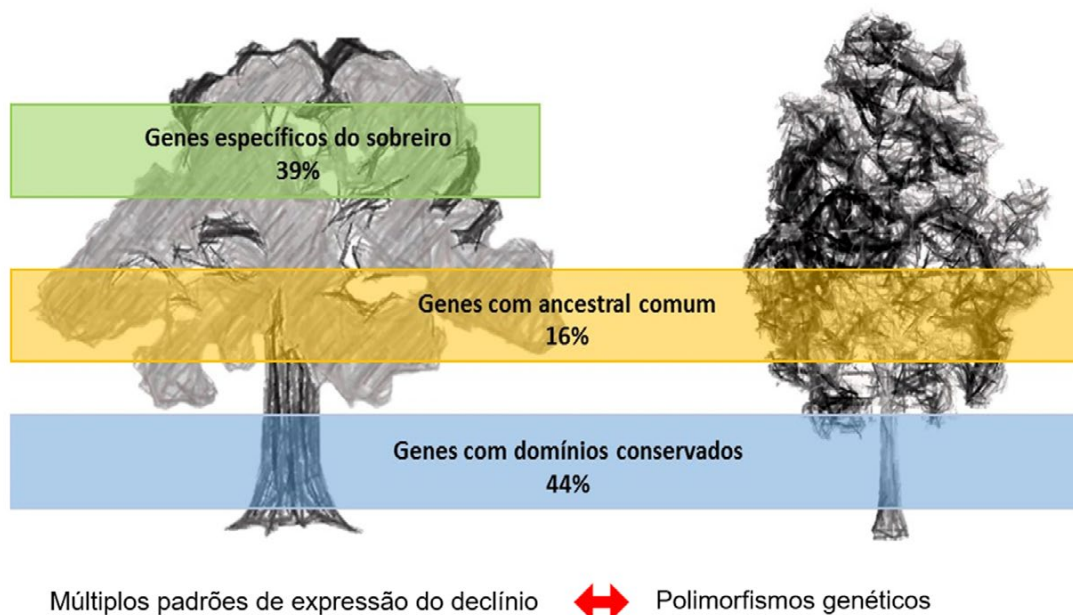 Genes específicos do sobreiro
39%
Genes com ancestral comum
16%
Genes com domínios conservados
44%
Múltiplos padrões de expressão do declínio Polimorfismos genéticos